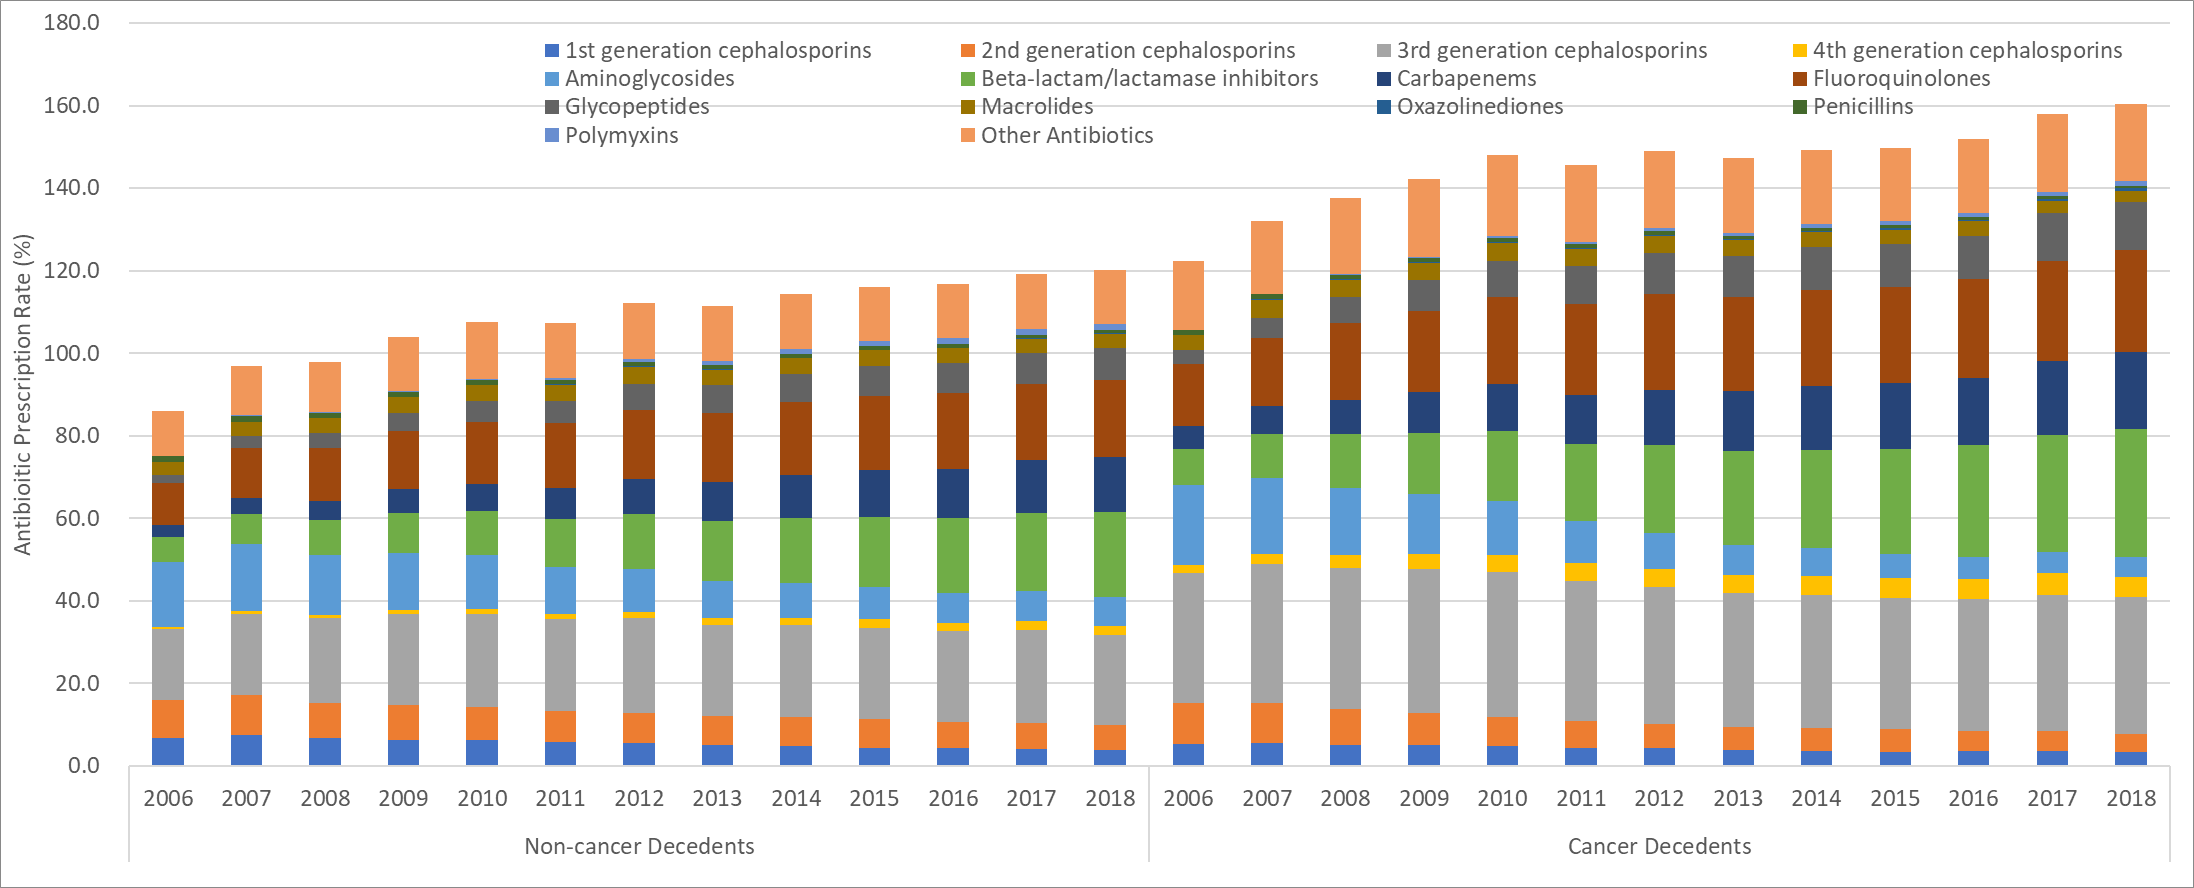 180.0
1st generation cephalosporins 2nd generation cephalosporins 3rd generation cephalosporins 4th generation cephalosporins
Aminoglycosides Beta-lactam/lactamase inhibitors Carbapenems Fluoroquinolones
Glycopeptides Macrolides Oxazolinediones Penicillins
Polymyxins Other Antibiotics
160.0
140.0
120.0
100.0
80.0
60.0
40.0
20.0
0.0
Antibioitic Prescription Rate (%)
2006 2007 2008 2009 2010 2011 2012 2013 2014 2015 2016 2017 2018 2006 2007 2008 2009 2010 2011 2012 2013 2014 2015 2016 2017 2018
Non-cancer Decedents Cancer Decedents